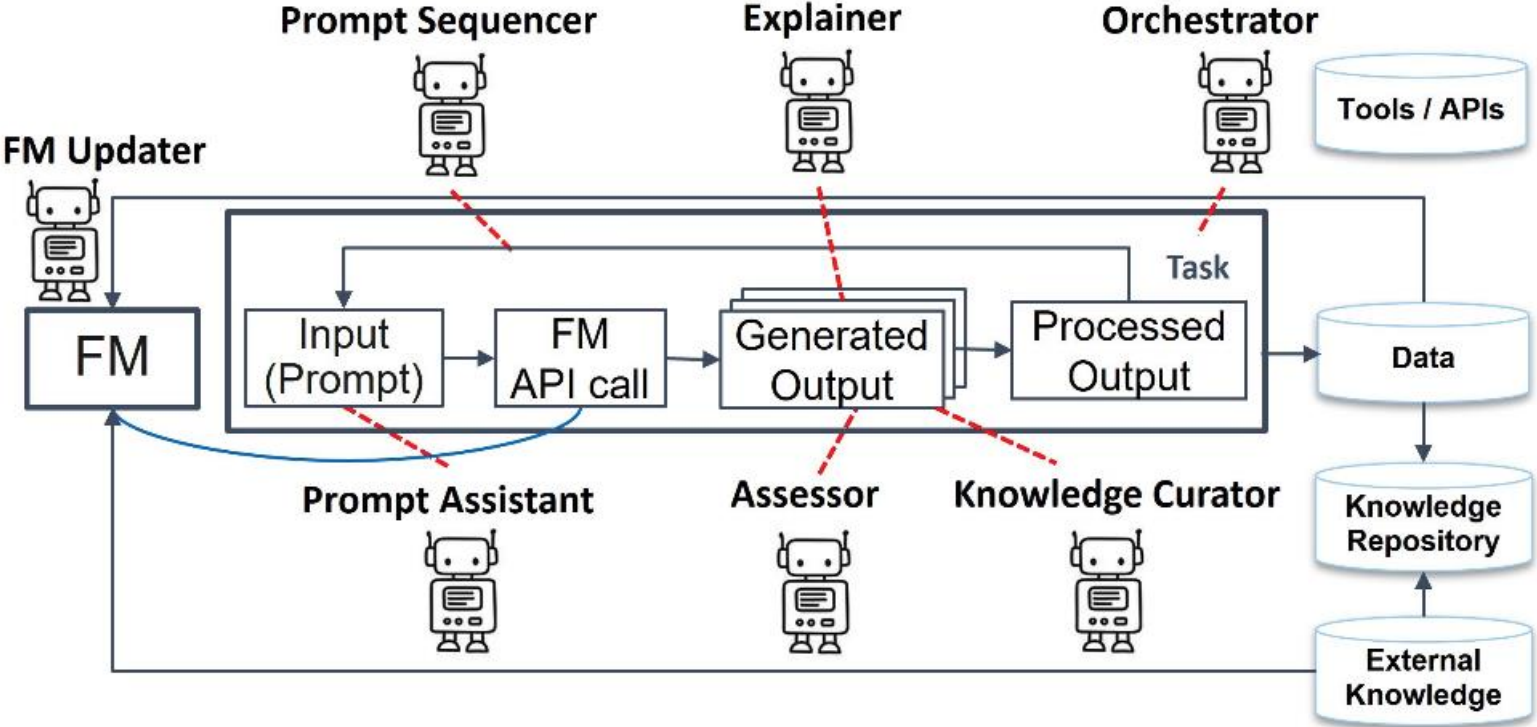 Prompt Sequencer
Explainer
Orchestrator
Tools / APIs
FM Updater
Task
FM
Input
(Prompt)
FM
API call
Generated
Output
Processed
Output
Data
Prompt Assistant
Assessor
Knowledge Curator
Knowledge
Repository
External
Knowledge